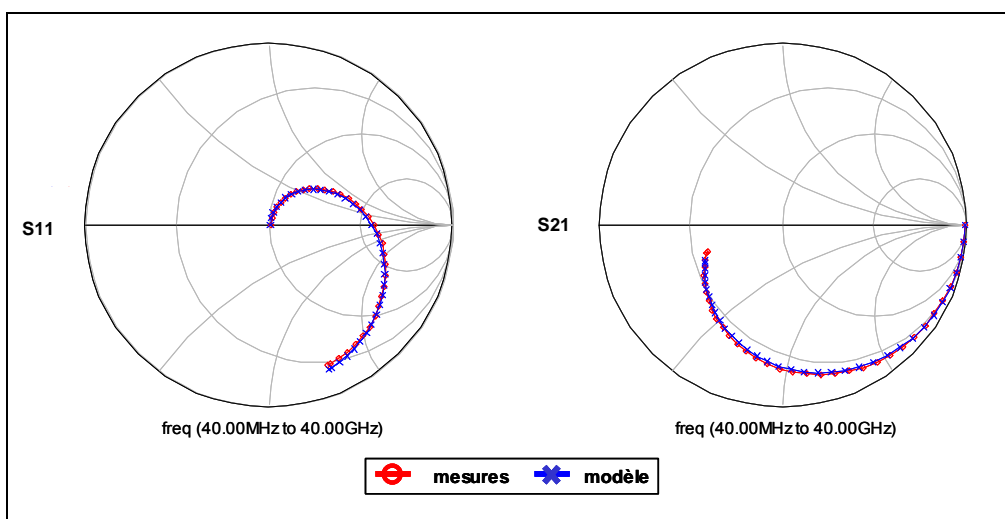 S11
S21
freq (40.00MHz to 40.00GHz)
freq (40.00MHz to 40.00GHz)
mesures
modèle